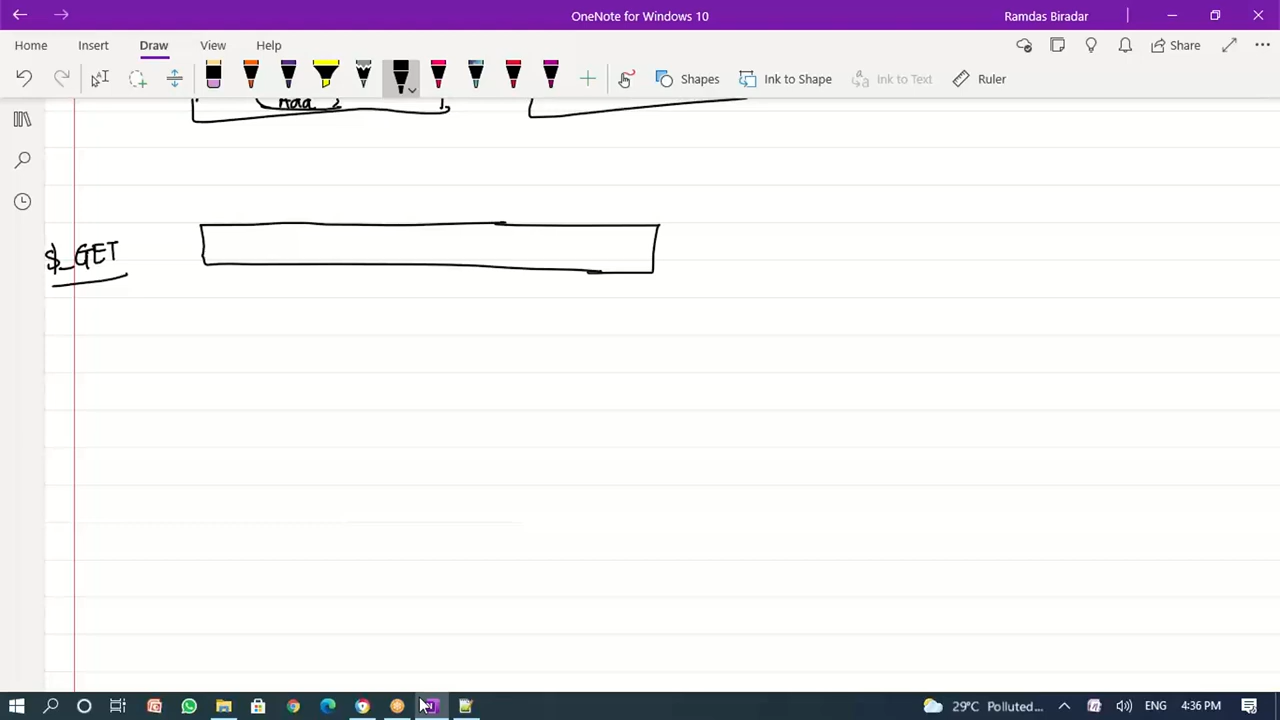 OneNote for Windows 10
Ramdas Biradar
Home Insert Draw View Help
Share
Shapes
Ink to Shape
Ink to Text
Ruler
Add
$_GET
29°C Polluted...
ENG
4:36 PM